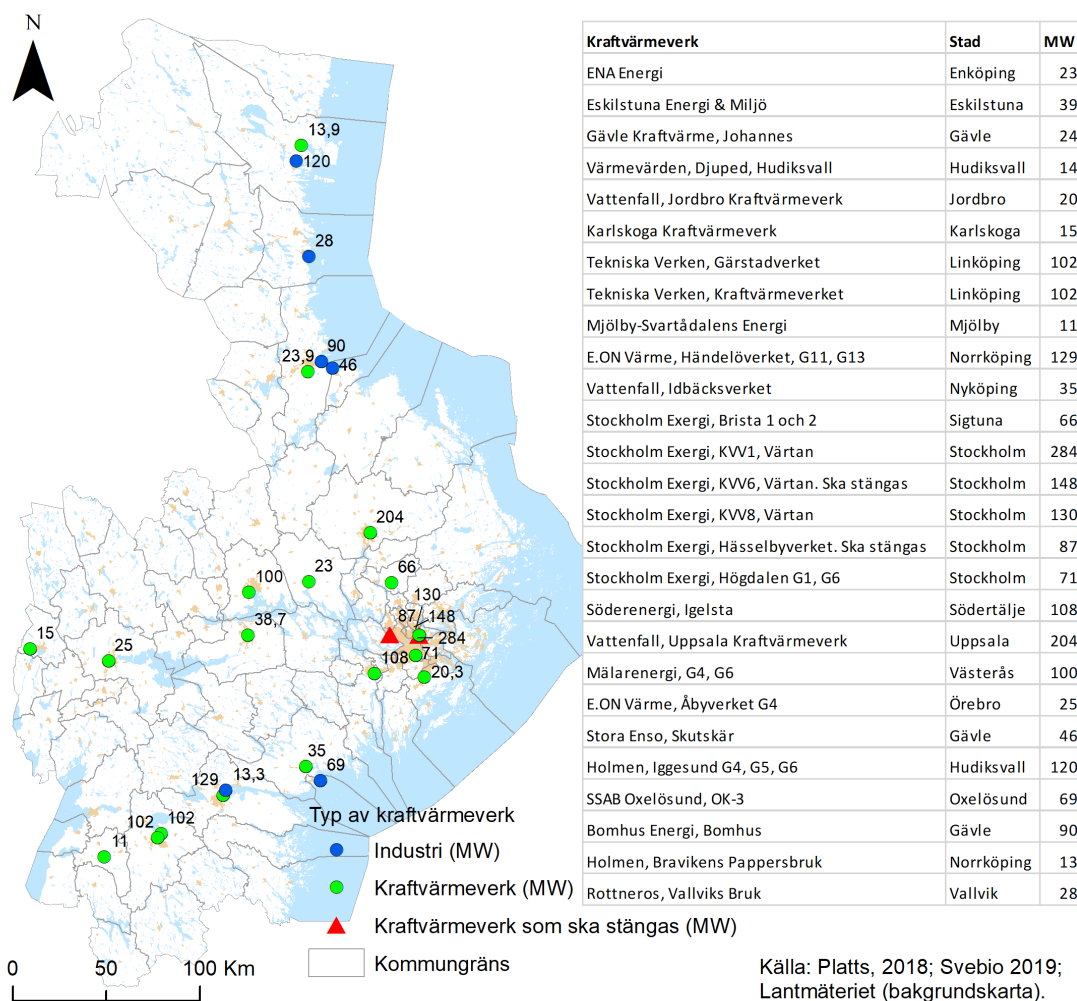 N
13,9
120
28
90
23,9
46
204
100
23
66
130
87
148
38,7
284
15
25
108
71
20,3
35
69
129
13,3
102
102
11
Typ av kraftvärmeverk
Industri (MW)
Kraftvärmeverk (MW)
Kraftvärmeverk som ska stängas (MW)
Kommungräns
0 50 100 Km
Kraftvärmeverk Stad MW
ENA Energi Enköping 23
Eskilstuna Energi & Miljö Eskilstuna 39
Gävle Kraftvärme, Johannes Gävle 24
Värmevärden, Djuped, Hudiksvall Hudiksvall 14
Vattenfall, Jordbro Kraftvärmeverk Jordbro 20
Karlskoga Kraftvärmeverk Karlskoga 15
Tekniska Verken, Gärstadverket Linköping 102
Tekniska Verken, Kraftvärmeverket Linköping 102
Mjölby-Svartådalens Energi Mjölby 11
E.ON Värme, Händelöverket, G11, G13 Norrköping 129
Vattenfall, Idbäcksverket Nyköping 35
Stockholm Exergi, Brista 1 och 2 Sigtuna 66
Stockholm Exergi, KVV1, Värtan Stockholm 284
Stockholm Exergi, KVV6, Värtan. Ska stängas Stockholm 148
Stockholm Exergi, KVV8, Värtan Stockholm 130
Stockholm Exergi, Hässelbyverket. Ska stängas Stockholm 87
Stockholm Exergi, Högdalen G1, G6 Stockholm 71
Söderenergi, Igelsta Södertälje 108
Vattenfall, Uppsala Kraftvärmeverk Uppsala 204
Mälarenergi, G4, G6 Västerås 100
E.ON Värme, Åbyverket G4 Örebro 25
Stora Enso, Skutskär Gävle 46
Holmen, Iggesund G4, G5, G6 Hudiksvall 120
SSAB Oxelösund, OK-3 Oxelösund 69
Bomhus Energi, Bomhus Gävle 90
Holmen, Bravikens Pappersbruk Norrköping 13
Rottneros, Vallviks Bruk Vallvik 28
Källa: Platts, 2018; Svebio 2019;
Lantmäteriet (bakgrundskarta).